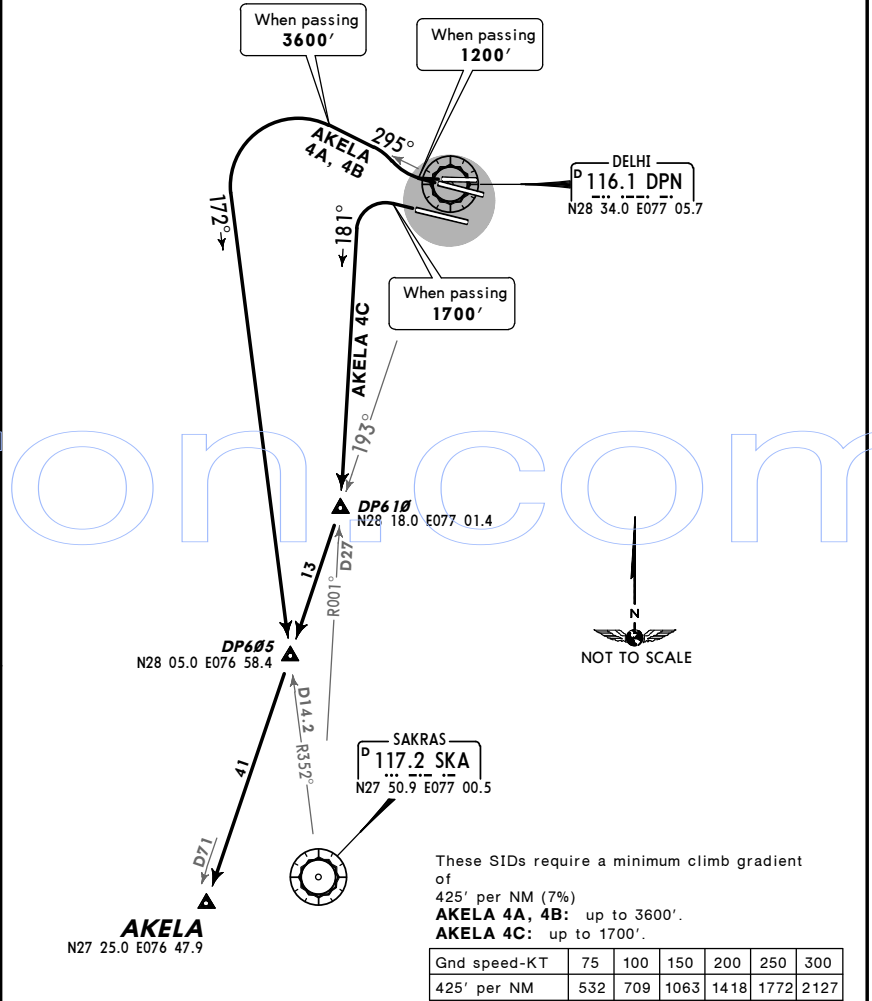 When passing
3600′
When passing
1200′
AKELA
4A, 4B
295°
DELHI
D 116.1 DPN
N28 34.0 E077 05.7
172°
181°
When passing
1700′
AKELA 4C
193°
on.com
DP61Ø
N28 18.0 E077 01.4
D27
13
R001°
N
NOT TO SCALE
DP6Ø5
N28 05.0 E076 58.4
D14.2
R352°
SAKRAS
D 117.2 SKA
N27 50.9 E077 00.5
41
D71
AKELA
N27 25.0 E076 47.9
These SIDs require a minimum climb gradient
of
425′ per NM (7%)
AKELA 4A, 4B: up to 3600′.
AKELA 4C: up to 1700′.
Gnd speed-KT 75 100 150 200 250 300
425′ per NM 532 709 1063 1418 1772 2127